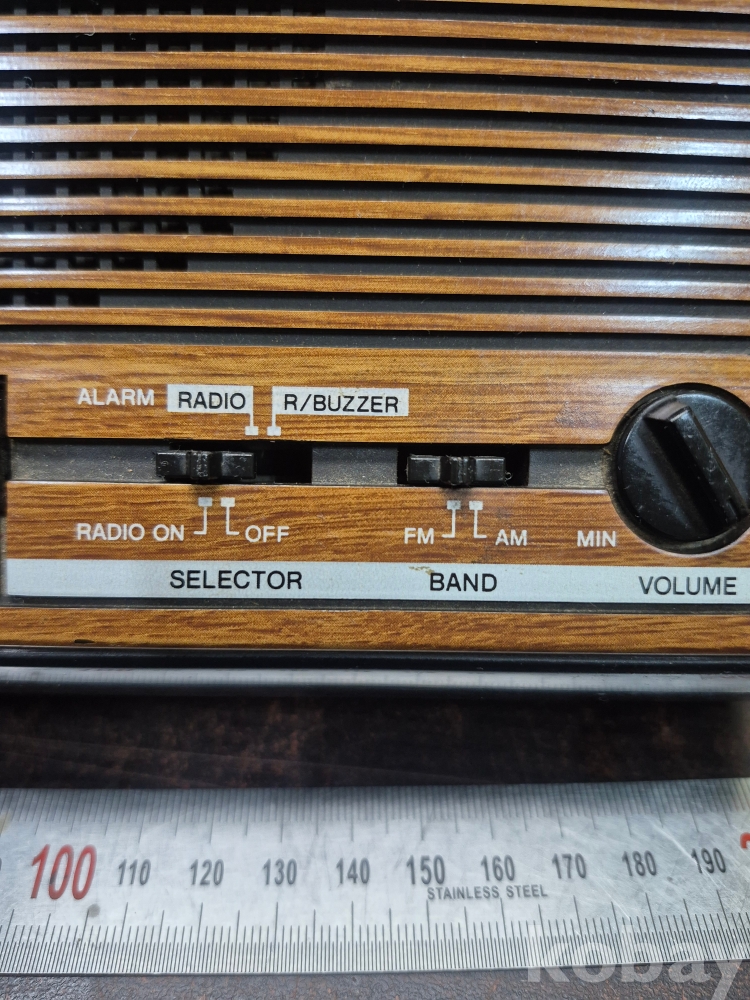 ALARM RADIO R/BUZZER
RADIO ON OFF FM AM MIN
SELECTOR BAND VOLUME
100 110 120 130 140 150 160 170 180 190
STAINLESS STEEL
kobay